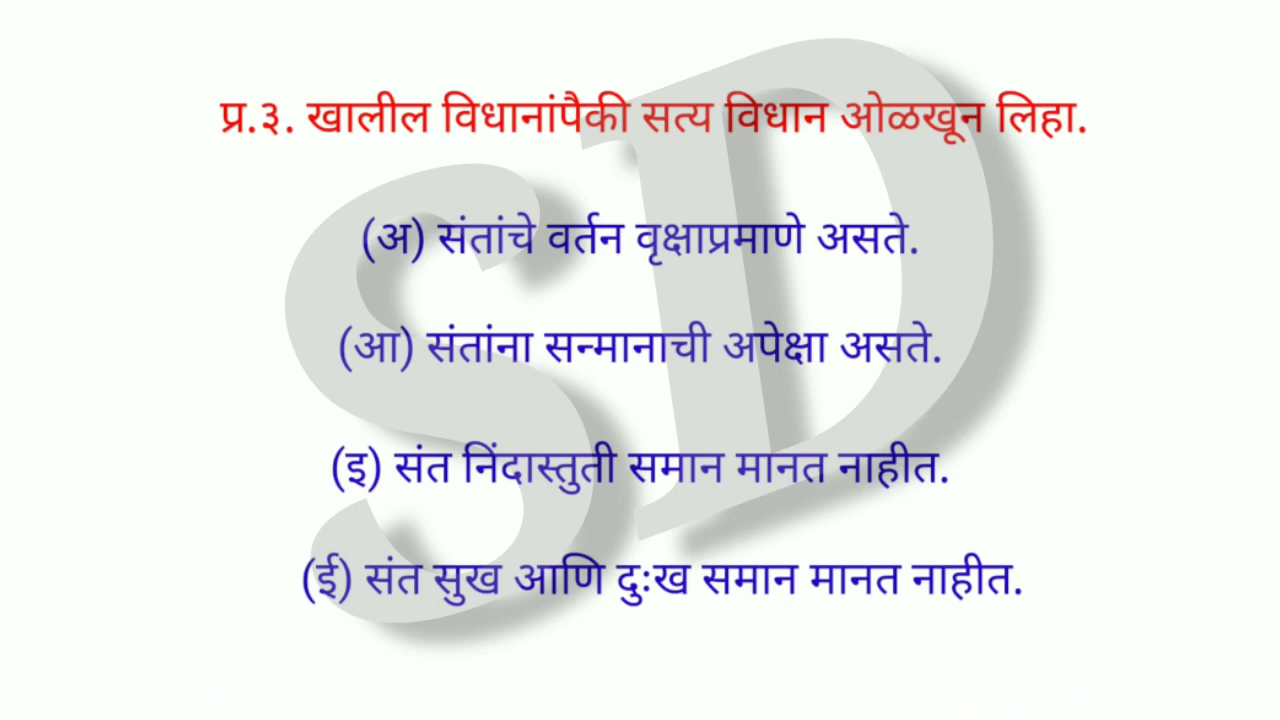 प्र.३. खालील विधानांपैकी सत्य विधान ओळखून लिहा.
(अ) संतांचे वर्तन वृक्षाप्रमाणे असते.
(आ) संतांना सन्मानाची अपेक्षा असते.
(इ) संत निंदास्तुती समान मानत नाहीत.
(ई) संत सुख आणि दुःख समान मानत नाहीत.
SD